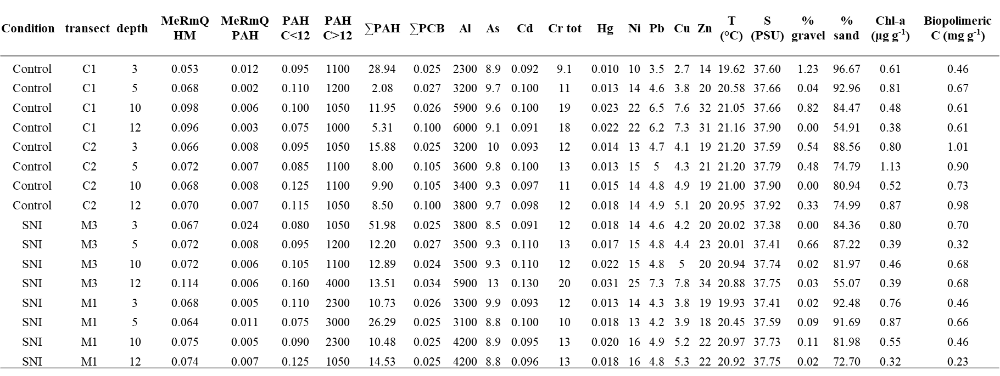 Condition transect depth MeRmQ HM MeRmQ PAH PAH C<12 PAH C>12 ∑PAH ∑PCB Al As Cd Cr tot Hg Ni Pb Cu Zn T (°C) S (PSU) % gravel % sand Chl-a (µg g-1) Biopolimeric C (mg g-1)
Control C1 3 0.053 0.012 0.095 1100 28.94 0.025 2300 8.9 0.092 9.1 0.010 10 3.5 2.7 14 19.62 37.60 1.23 96.67 0.61 0.46
Control C1 5 0.068 0.002 0.110 1200 2.08 0.027 3200 9.7 0.100 11 0.013 14 4.6 3.8 20 20.58 37.66 0.04 92.96 0.81 0.67
Control C1 10 0.098 0.006 0.100 1050 11.95 0.026 5900 9.6 0.100 19 0.023 22 6.5 7.6 32 21.05 37.66 0.82 84.47 0.48 0.61
Control C1 12 0.096 0.003 0.075 1000 5.31 0.100 6000 9.1 0.091 18 0.022 22 6.2 7.3 31 21.16 37.90 0.00 54.91 0.38 0.61
Control C2 3 0.066 0.008 0.095 1050 15.88 0.025 3200 10 0.093 12 0.014 13 4.7 4.1 19 21.20 37.59 0.54 88.56 0.80 1.01
Control C2 5 0.072 0.007 0.085 1100 8.00 0.105 3600 9.8 0.100 13 0.013 15 5 4.3 21 21.20 37.79 0.48 74.79 1.13 0.90
Control C2 10 0.068 0.008 0.125 1100 9.90 0.105 3400 9.3 0.097 11 0.015 14 4.8 4.9 19 21.00 37.90 0.00 80.94 0.52 0.73
Control C2 12 0.070 0.007 0.115 1050 8.50 0.100 3800 9.7 0.098 12 0.018 14 4.9 5.1 20 20.95 37.92 0.33 74.99 0.87 0.98
SNI M3 3 0.067 0.024 0.080 1050 51.98 0.025 3800 8.5 0.091 12 0.018 14 4.6 4.2 20 20.02 37.38 0.00 84.36 0.80 0.70
SNI M3 5 0.072 0.008 0.095 1200 12.20 0.027 3500 9.3 0.110 13 0.017 15 4.8 4.4 23 20.01 37.41 0.66 87.22 0.39 0.32
SNI M3 10 0.072 0.006 0.105 1100 12.89 0.024 3500 9.3 0.110 12 0.022 15 4.8 5 20 20.94 37.74 0.02 81.97 0.46 0.68
SNI M3 12 0.114 0.006 0.160 4000 13.51 0.034 5900 13 0.130 20 0.031 25 7.3 7.8 34 20.88 37.75 0.03 55.07 0.39 0.68
SNI M1 3 0.068 0.005 0.110 2300 10.73 0.026 3300 9.9 0.093 12 0.013 14 4.3 3.8 19 19.93 37.41 0.02 92.48 0.76 0.46
SNI M1 5 0.064 0.011 0.075 3000 26.29 0.025 3100 8.8 0.100 10 0.018 13 4.2 3.9 18 20.45 37.59 0.09 91.69 0.87 0.66
SNI M1 10 0.075 0.005 0.090 2300 10.48 0.025 4200 8.9 0.095 13 0.020 16 4.9 5.2 22 20.97 37.73 0.11 81.98 0.55 0.46
SNI M1 12 0.074 0.007 0.125 1050 14.53 0.025 4200 8.8 0.096 13 0.018 16 4.8 5.3 22 20.92 37.75 0.02 72.70 0.32 0.23